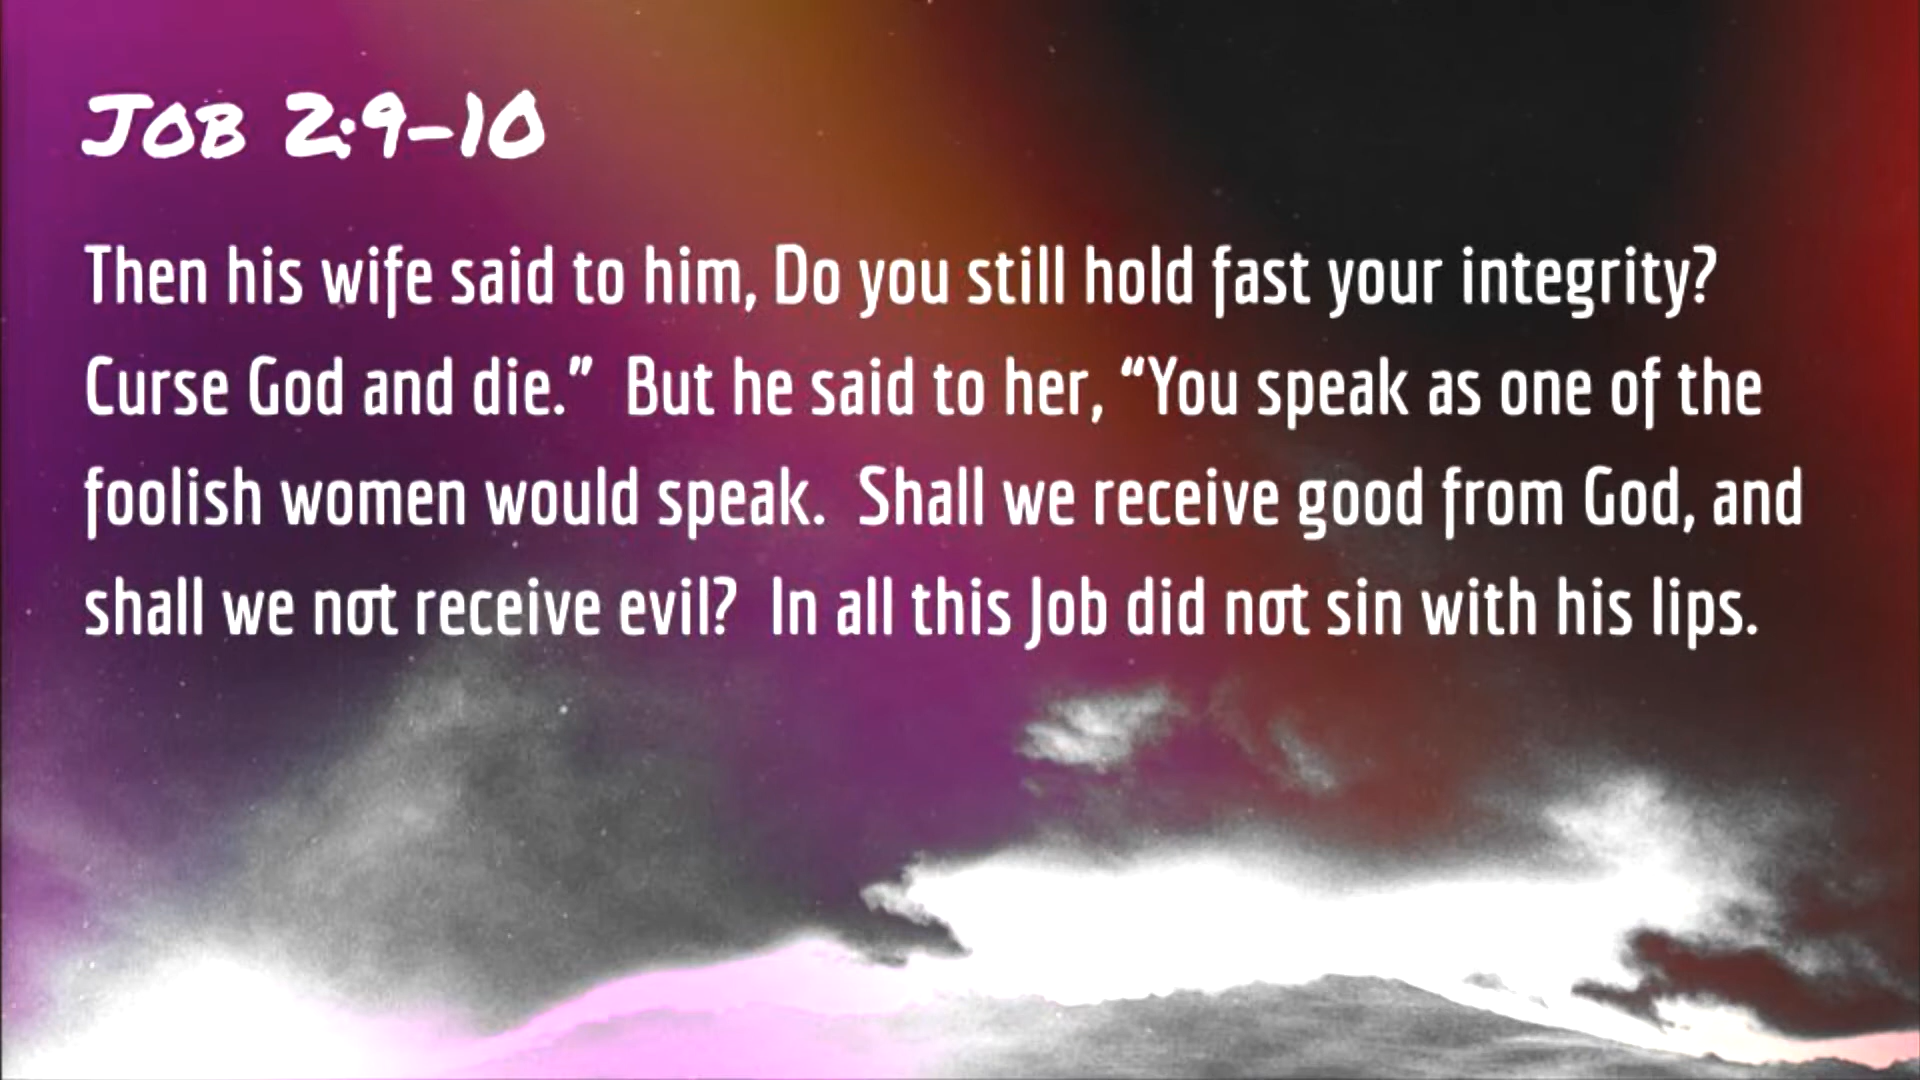 Job 2:9-10
Then his wife said to him, Do you still hold fast your integrity?
Curse God and die.”  But he said to her, “You speak as one of the
foolish women would speak.  Shall we receive good from God, and
shall we not receive evil?  In all this Job did not sin with his lips.